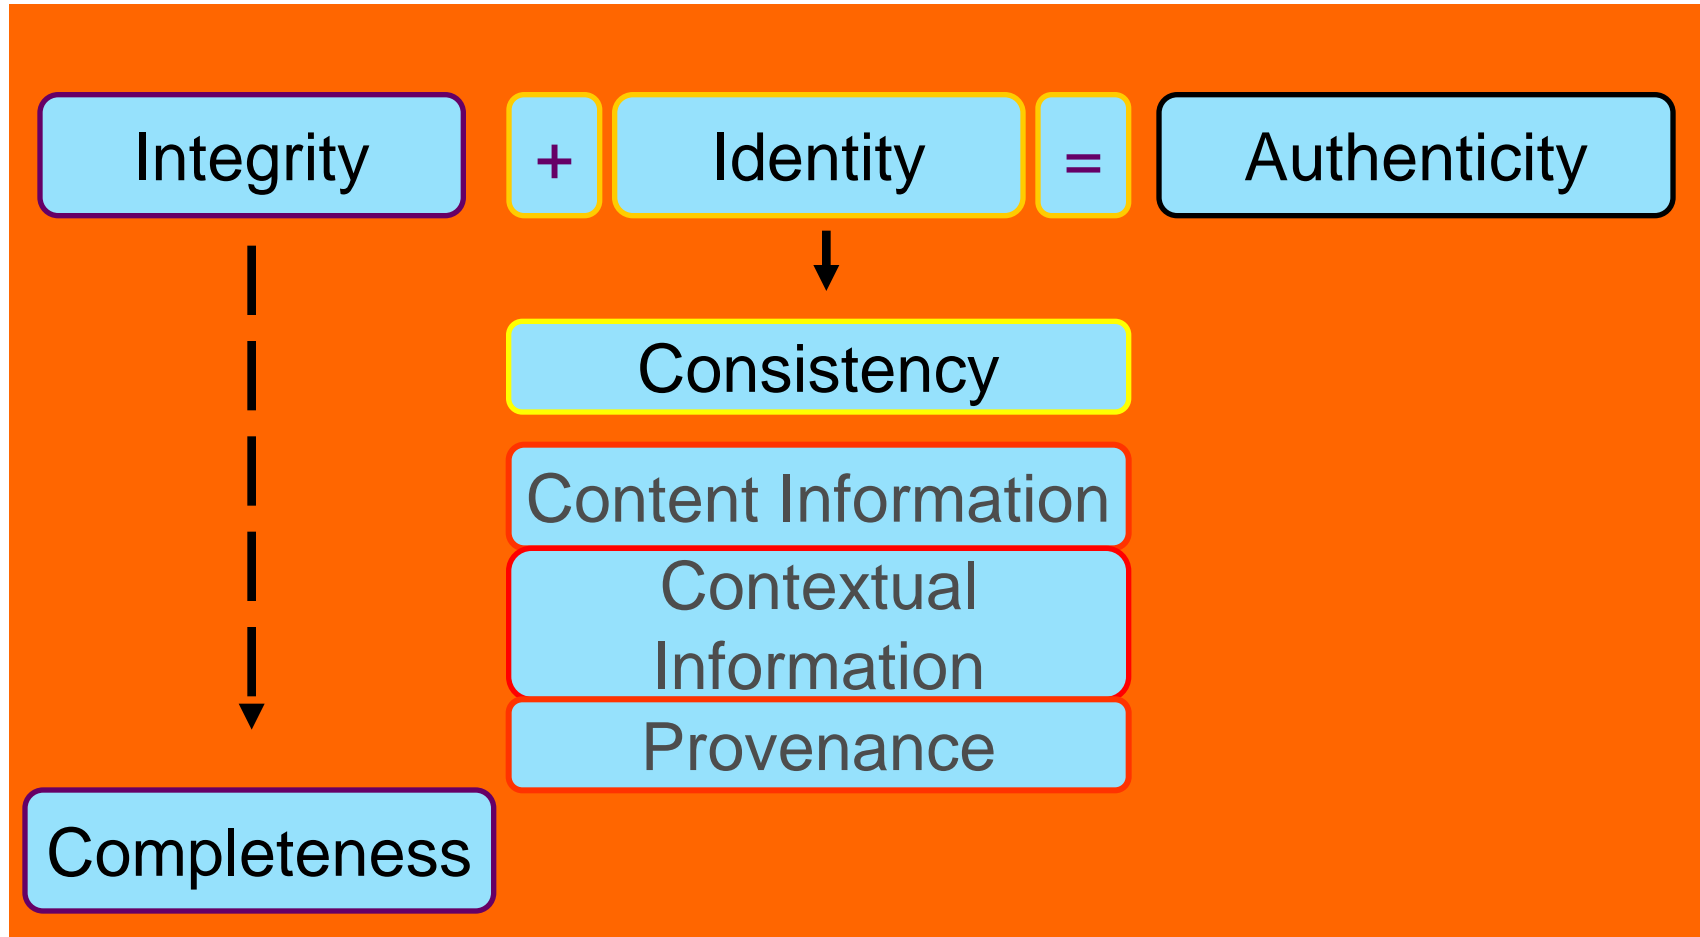 Integrity + Identity = Authenticity
Consistency
Content Information
Contextual
Information
Provenance
Completeness